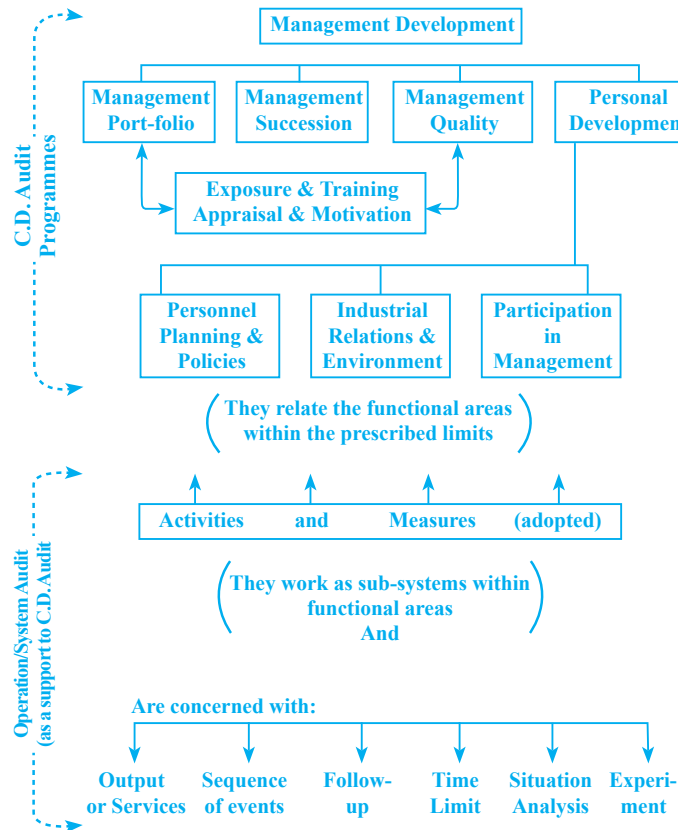 Management Development
Management
Port-folio
Management
Succession
Management
Quality
Personal
Development
Exposure & Training
Appraisal & Motivation
C.D. Audit
Programmes
Personnel
Planning &
Policies
Industrial
Relations &
Environment
Participation
in
Management
They relate the functional areas
within the prescribed limits
Activities and Measures (adopted)
They work as sub-systems within
functional areas
And
Operation/System Audit
(as a support to C.D. Audit
Are concerned with:
Output
or Services
Sequence
of events
Follow-
up
Time
Limit
Situation
Analysis
Experi-
ment